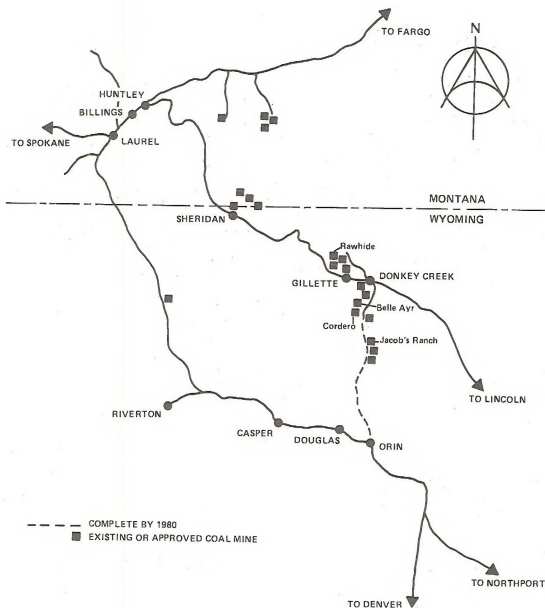 TO FARGO
N
HUNTLEY
BILLINGS
TO SPOKANE
LAUREL
MONTANA
WYOMING
SHERIDAN
Rawhide
DONKEY CREEK
GILLETTE
Belle Ayr
Cordero
Jacob's Ranch
TO LINCOLN
RIVERTON
CASPER
DOUGLAS
ORIN
COMPLETE BY 1980
EXISTING OR APPROVED COAL MINE
TO NORTHPORT
TO DENVER